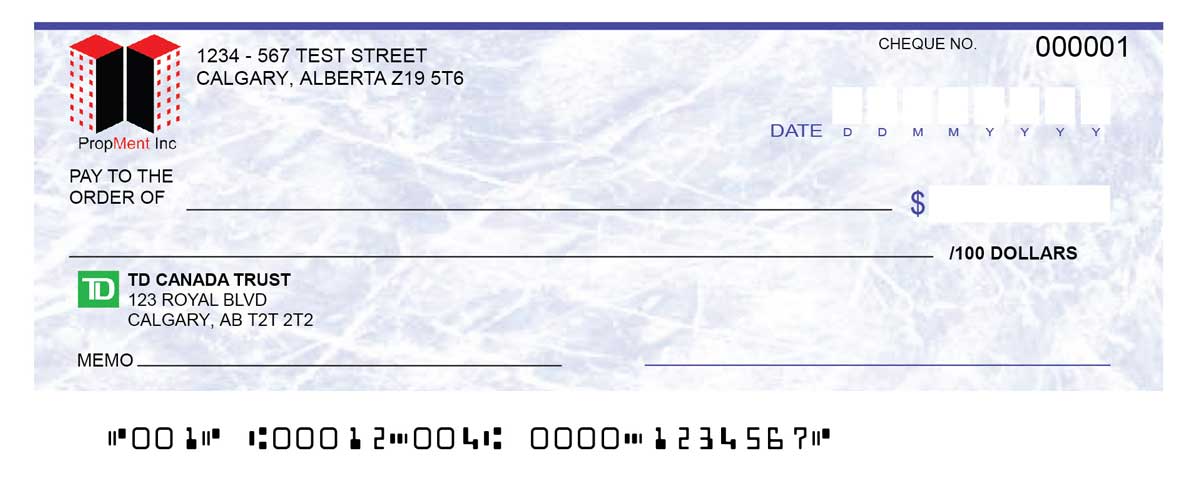 1234 - 567 TEST STREET
CALGARY, ALBERTA Z19 5T6
CHEQUE NO. 000001
PropMent Inc
DATE D D M M Y Y Y Y
PAY TO THE
ORDER OF
$
/100 DOLLARS
TD TD CANADA TRUST
123 ROYAL BLVD
CALGARY, AB T2T 2T2
MEMO
⑈001⑈ ⑆00012⑉004⑆ 0000⑉1234567⑈